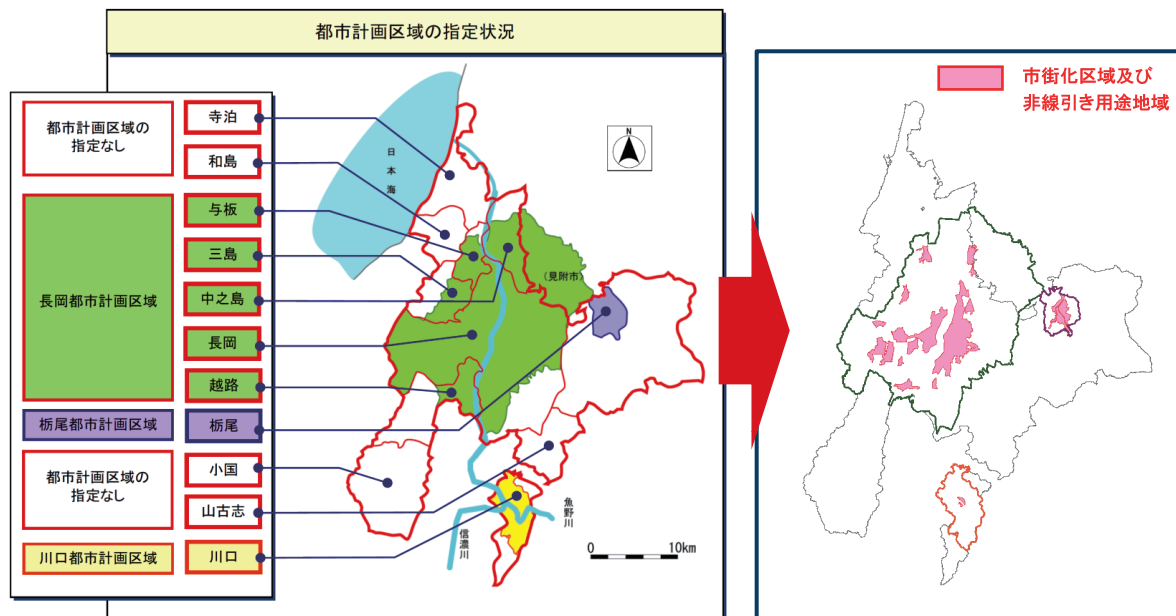 都市計画区域の指定状況
都市計画区域の
指定なし
寺泊
和島
長岡都市計画区域
与板
三島
中之島
長岡
越路
栃尾都市計画区域
栃尾
都市計画区域の
指定なし
小国
山古志
川口都市計画区域
川口
日本海
N
(見附市)
魚野川
信濃川
0
10km
市街化区域及び
非線引き用途地域